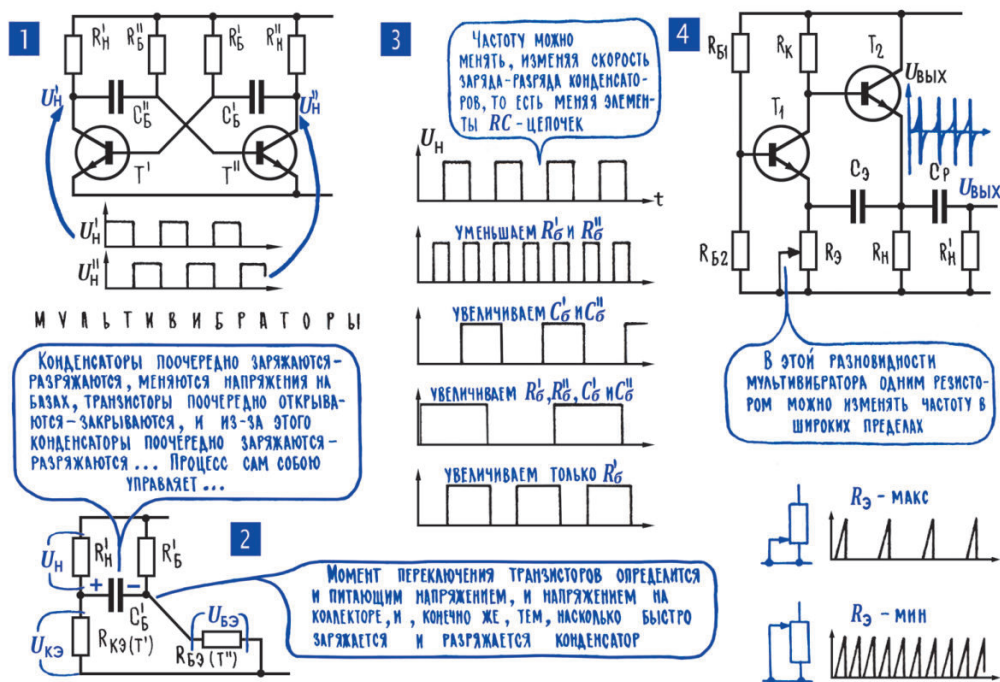 1
R'н R''Б R'Б R''н
U'н C''Б C'Б U''н
T' T''
U'н
U''н
МУЛЬТИВИБРАТОРЫ
Конденсаторы поочередно заряжаются-
разряжаются, меняются напряжения на
базах, транзисторы поочередно открыва-
ются-закрываются, и из-за этого
конденсаторы поочередно заряжаются-
разряжаются... Процесс сам собою
управляет...
2
Uн R'н R'Б
+ −
C'Б
UКЭ RКЭ(T') UБЭ
RБЭ(T'')
Момент переключения транзисторов определится
и питающим напряжением, и напряжением на
коллекторе, и, конечно же, тем, насколько быстро
заряжается и разряжается конденсатор
3
Частоту можно
менять, изменяя скорость
заряда-разряда конденсато-
ров, то есть меняя элемен-
ты RC-цепочек
Uн
t
уменьшаем R'б и R''б
увеличиваем C'б и C''б
увеличиваем R'б, R''б, C'б и C''б
увеличиваем только R'б
4
RБ1 RК T2
UВЫХ
T1
CЭ CР
UВЫХ
RБ2 RЭ RН R'Н
В этой разновидности
мультивибратора одним резисто-
ром можно изменять частоту в
широких пределах
RЭ - макс
RЭ - мин